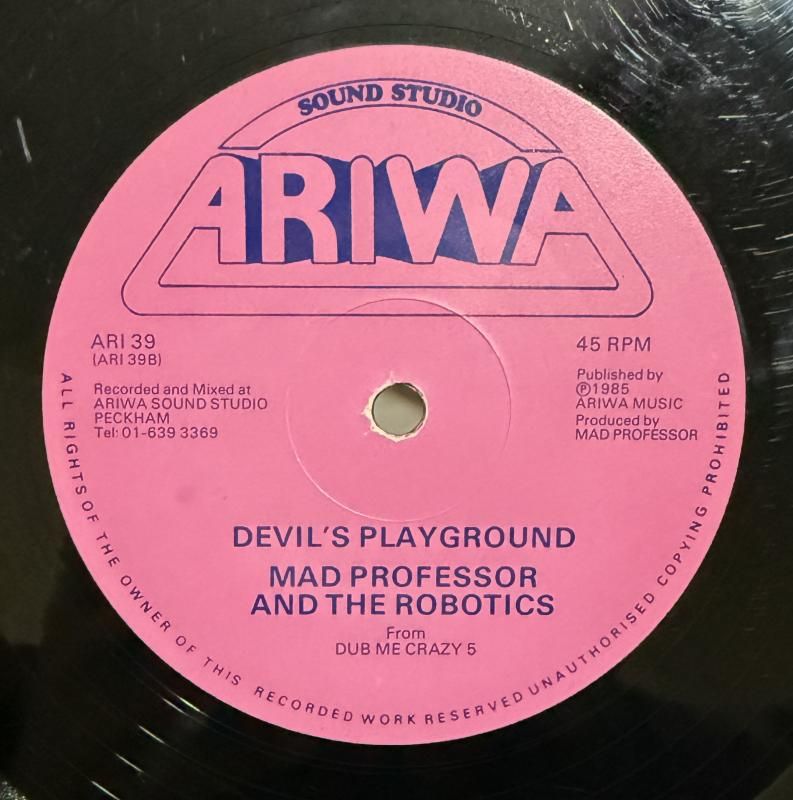 SOUND STUDIO
ARIWA
ARI 39
(ARI 39B)
45 RPM
Recorded and Mixed at
ARIWA SOUND STUDIO
PECKHAM
Tel: 01-639 3369
Published by
Ⓟ1985
ARIWA MUSIC
Produced by
MAD PROFESSOR
DEVIL'S PLAYGROUND
MAD PROFESSOR
AND THE ROBOTICS
From
DUB ME CRAZY 5
ALL RIGHTS OF THE OWNER OF THIS RECORDED WORK RESERVED UNAUTHORISED COPYING PROHIBITED